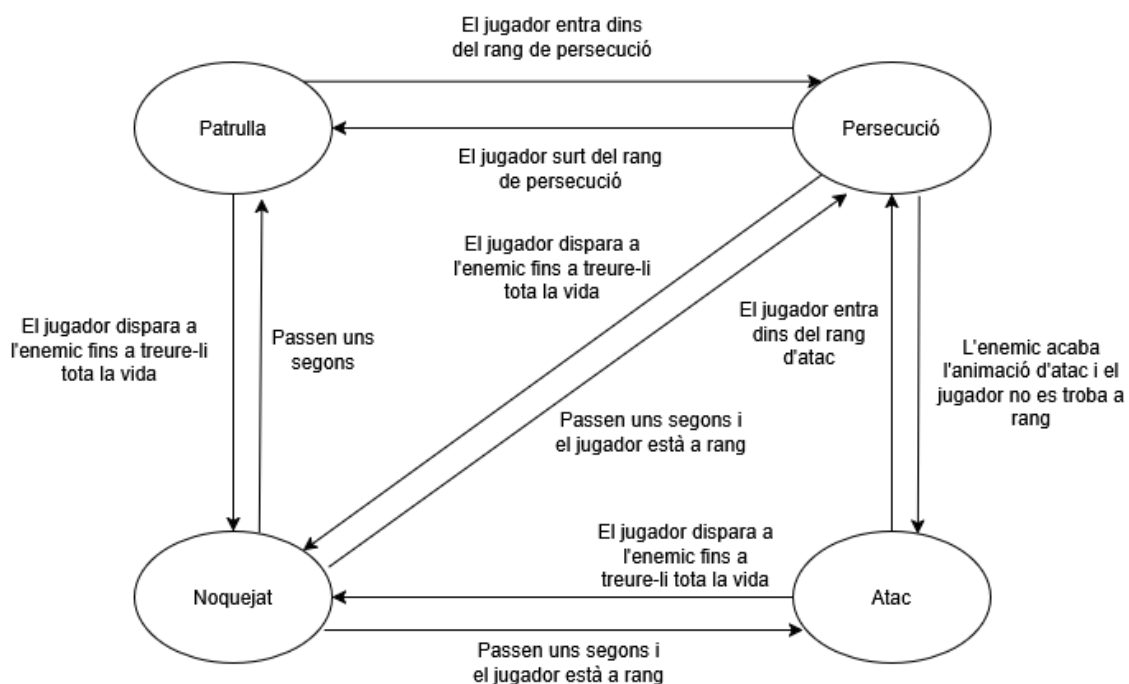 El jugador entra dins
del rang de persecució
Patrulla
Persecució
El jugador surt del rang
de persecució
El jugador dispara a
l'enemic fins a treure-li
tota la vida
El jugador dispara a
l'enemic fins a treure-li
tota la vida
Passen uns
segons
El jugador entra
dins del rang
d'atac
L'enemic acaba
l'animació d'atac i el
jugador no es troba a
rang
Passen uns segons i
el jugador està a rang
El jugador dispara a
l'enemic fins a
treure-li tota la vida
Noquejat
Atac
Passen uns segons i
el jugador està a rang